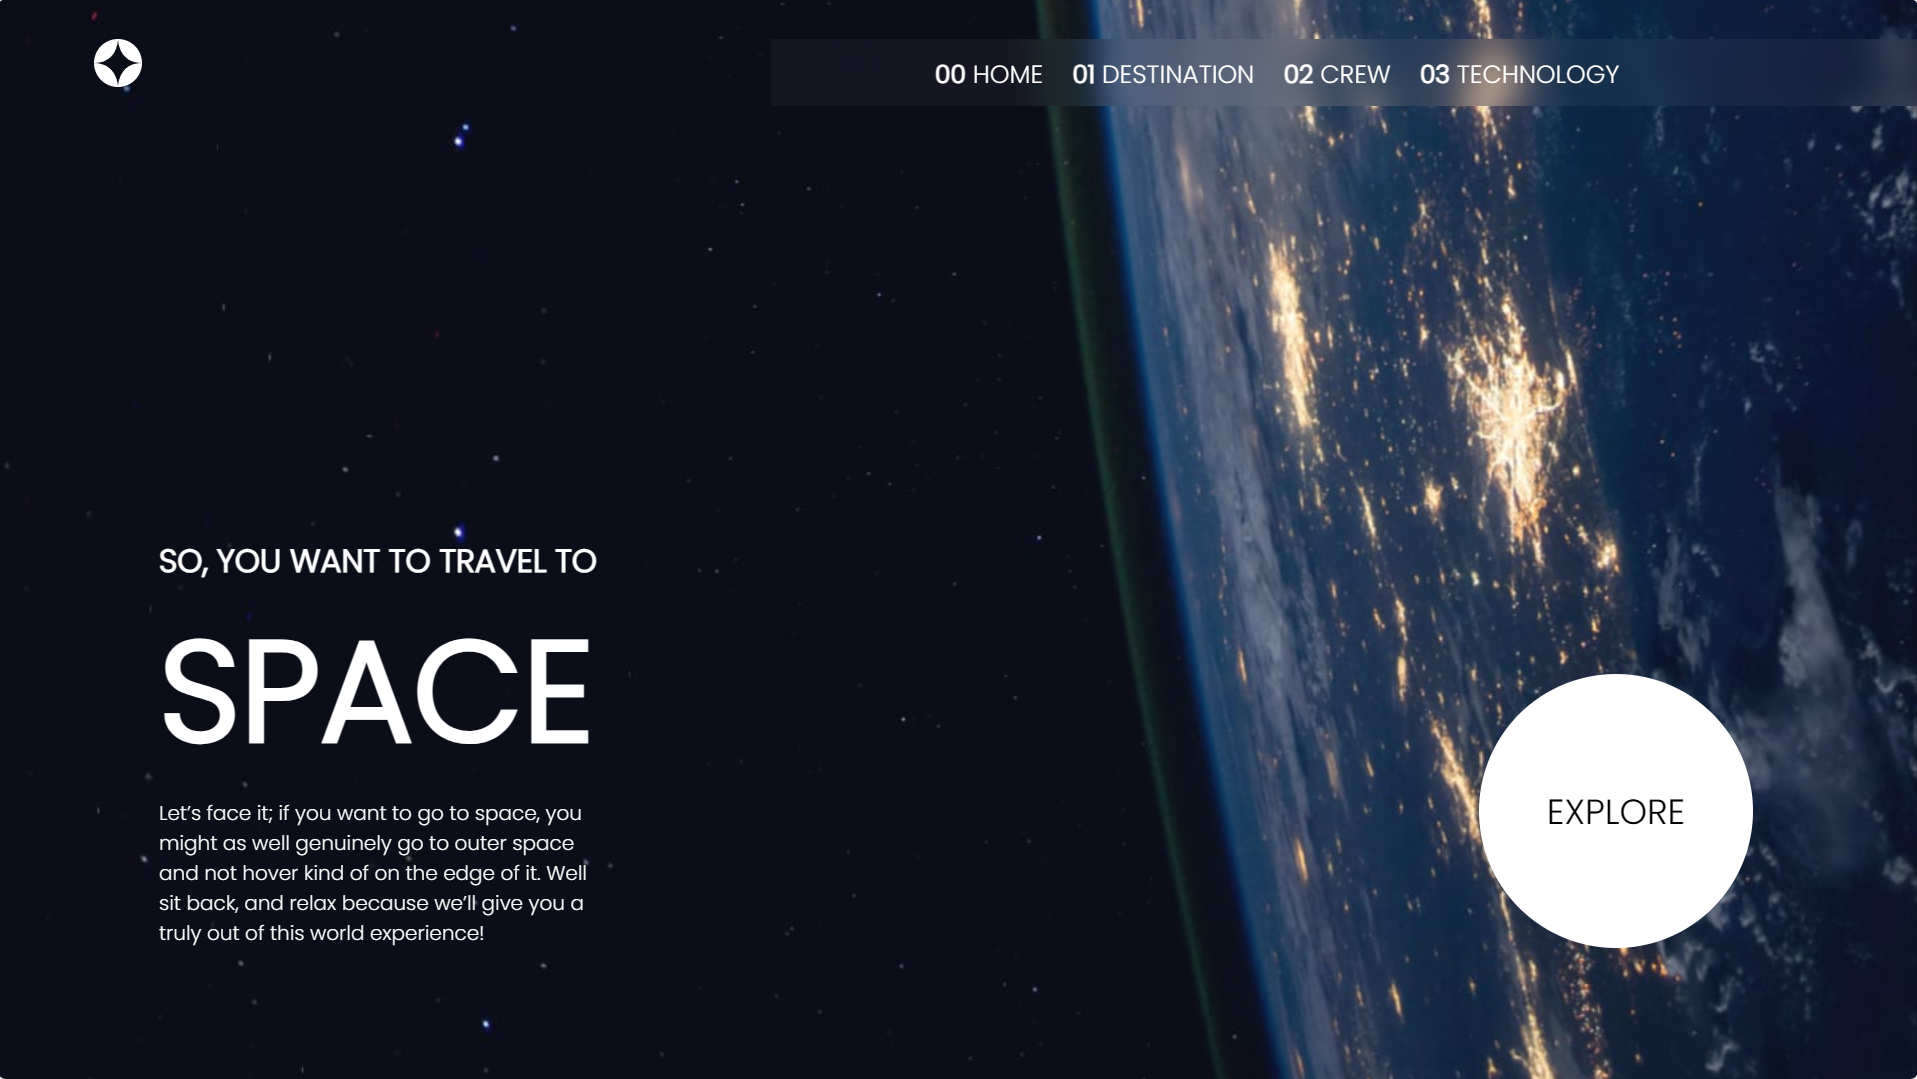 00 HOME 01 DESTINATION 02 CREW 03 TECHNOLOGY
SO, YOU WANT TO TRAVEL TO
SPACE
Let’s face it; if you want to go to space, you
might as well genuinely go to outer space
and not hover kind of on the edge of it. Well
sit back, and relax because we’ll give you a
truly out of this world experience!
EXPLORE